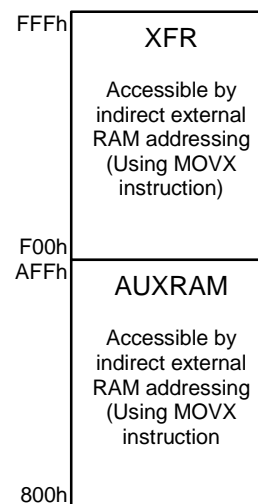 FFFh
XFR
Accessible by
indirect external
RAM addressing
(Using MOVX
instruction)
F00h
AFFh
AUXRAM
Accessible by
indirect external
RAM addressing
(Using MOVX
instruction
800h